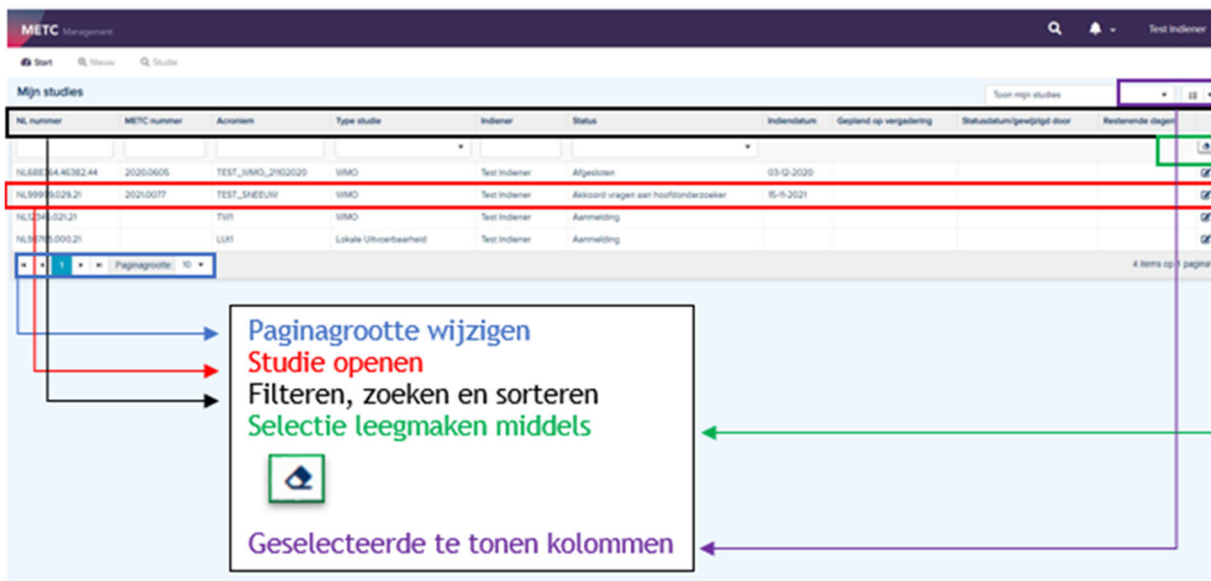 METC Management
Test Indiener
Start Nieuw Studie
Mijn studies
Toon mijn studies
NL nummer METC nummer Acroniem Type studie Indiener Status Indiendatum Gepland op vergadering Statusdatum/gewijzigd door Resterende dagen
2020.0605 TEST_WMO_21102020 WMO Test Indiener Afgesloten 03-12-2020
2021.0077 TEST_SNEEUW WMO Test Indiener Akkoord vragen aan hoofdonderzoeker 15-11-2021
TW1 WMO Test Indiener Aanmelding
LUX1 Lokale Uitvoerbaarheid Test Indiener Aanmelding
1 Paginagrootte 10
4 items op 1
Paginagrootte wijzigen
Studie openen
Filteren, zoeken en sorteren
Selectie leegmaken middels
Geselecteerde te tonen kolommen